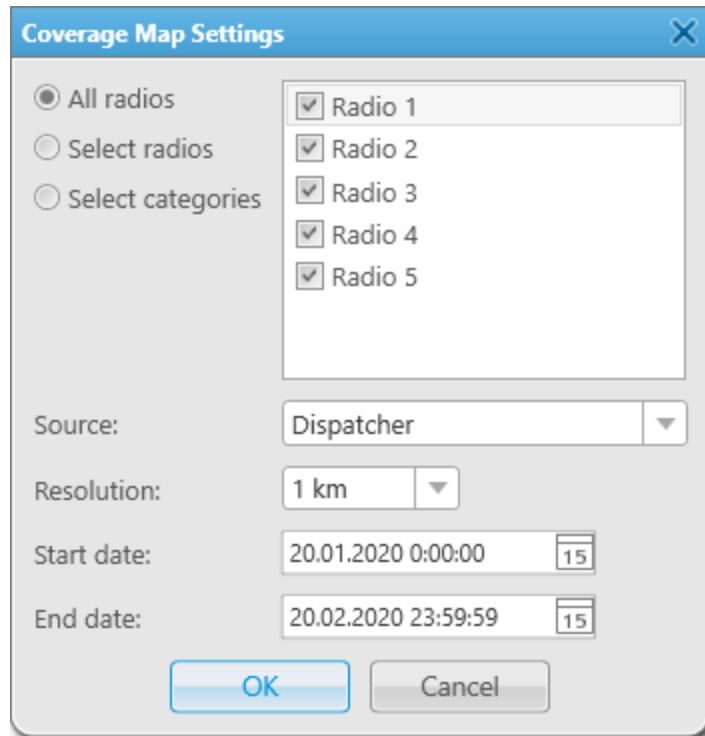 Coverage Map Settings
All radios
Select radios
Select categories
Radio 1
Radio 2
Radio 3
Radio 4
Radio 5
Source: Dispatcher
Resolution: 1 km
Start date: 20.01.2020 0:00:00 15
End date: 20.02.2020 23:59:59 15
OK Cancel